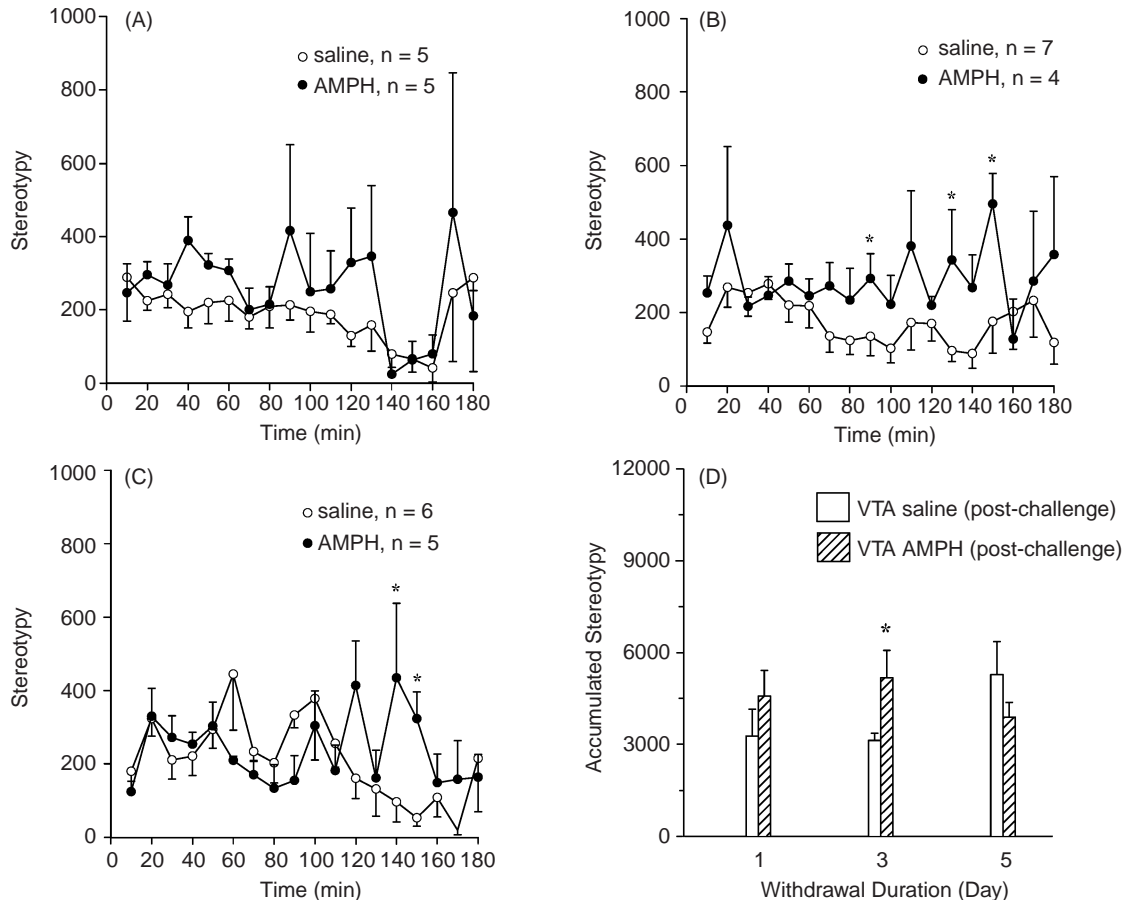 (A)
1000
800
600
400
200
0
Stereotypy
saline, n = 5
AMPH, n = 5
0 20 40 60 80 100 120 140 160 180
Time (min)
(B)
1000
800
600
400
200
0
Stereotypy
saline, n = 7
AMPH, n = 4
* * *
0 20 40 60 80 100 120 140 160 180
Time (min)
(C)
1000
800
600
400
200
0
Stereotypy
saline, n = 6
AMPH, n = 5
*
*
0 20 40 60 80 100 120 140 160 180
Time (min)
(D)
12000
9000
6000
3000
0
Accumulated Stereotypy
VTA saline (post-challenge)
VTA AMPH (post-challenge)
*
1 3 5
Withdrawal Duration (Day)